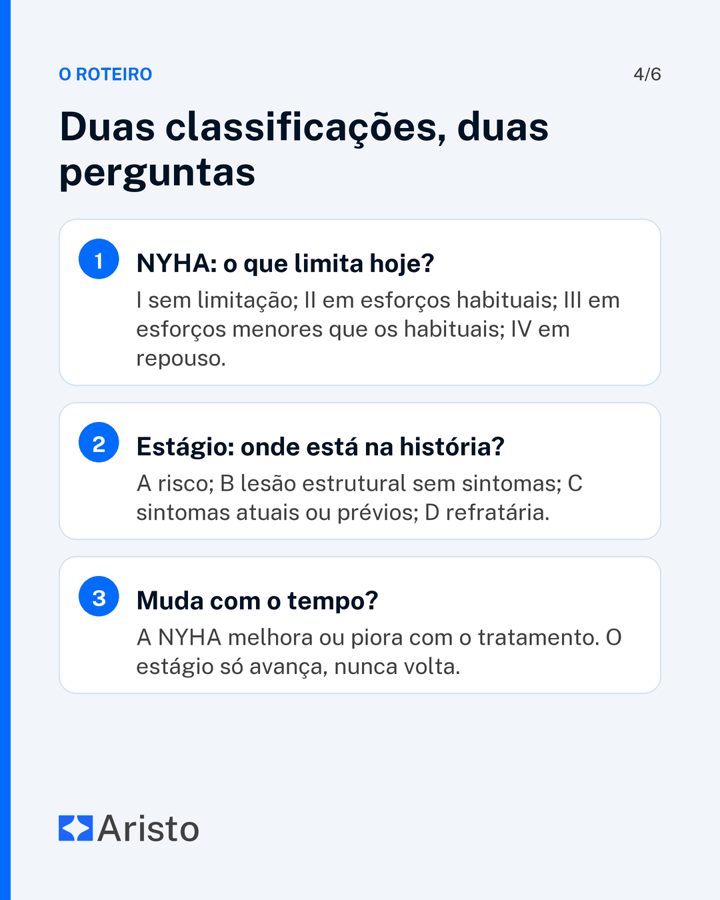 O ROTEIRO
4/6
Duas classificações, duas
perguntas
1
NYHA: o que limita hoje?
I sem limitação; II em esforços habituais; III em
esforços menores que os habituais; IV em
repouso.
2
Estágio: onde está na história?
A risco; B lesão estrutural sem sintomas; C
sintomas atuais ou prévios; D refratária.
3
Muda com o tempo?
A NYHA melhora ou piora com o tratamento. O
estágio só avança, nunca volta.
Aristo